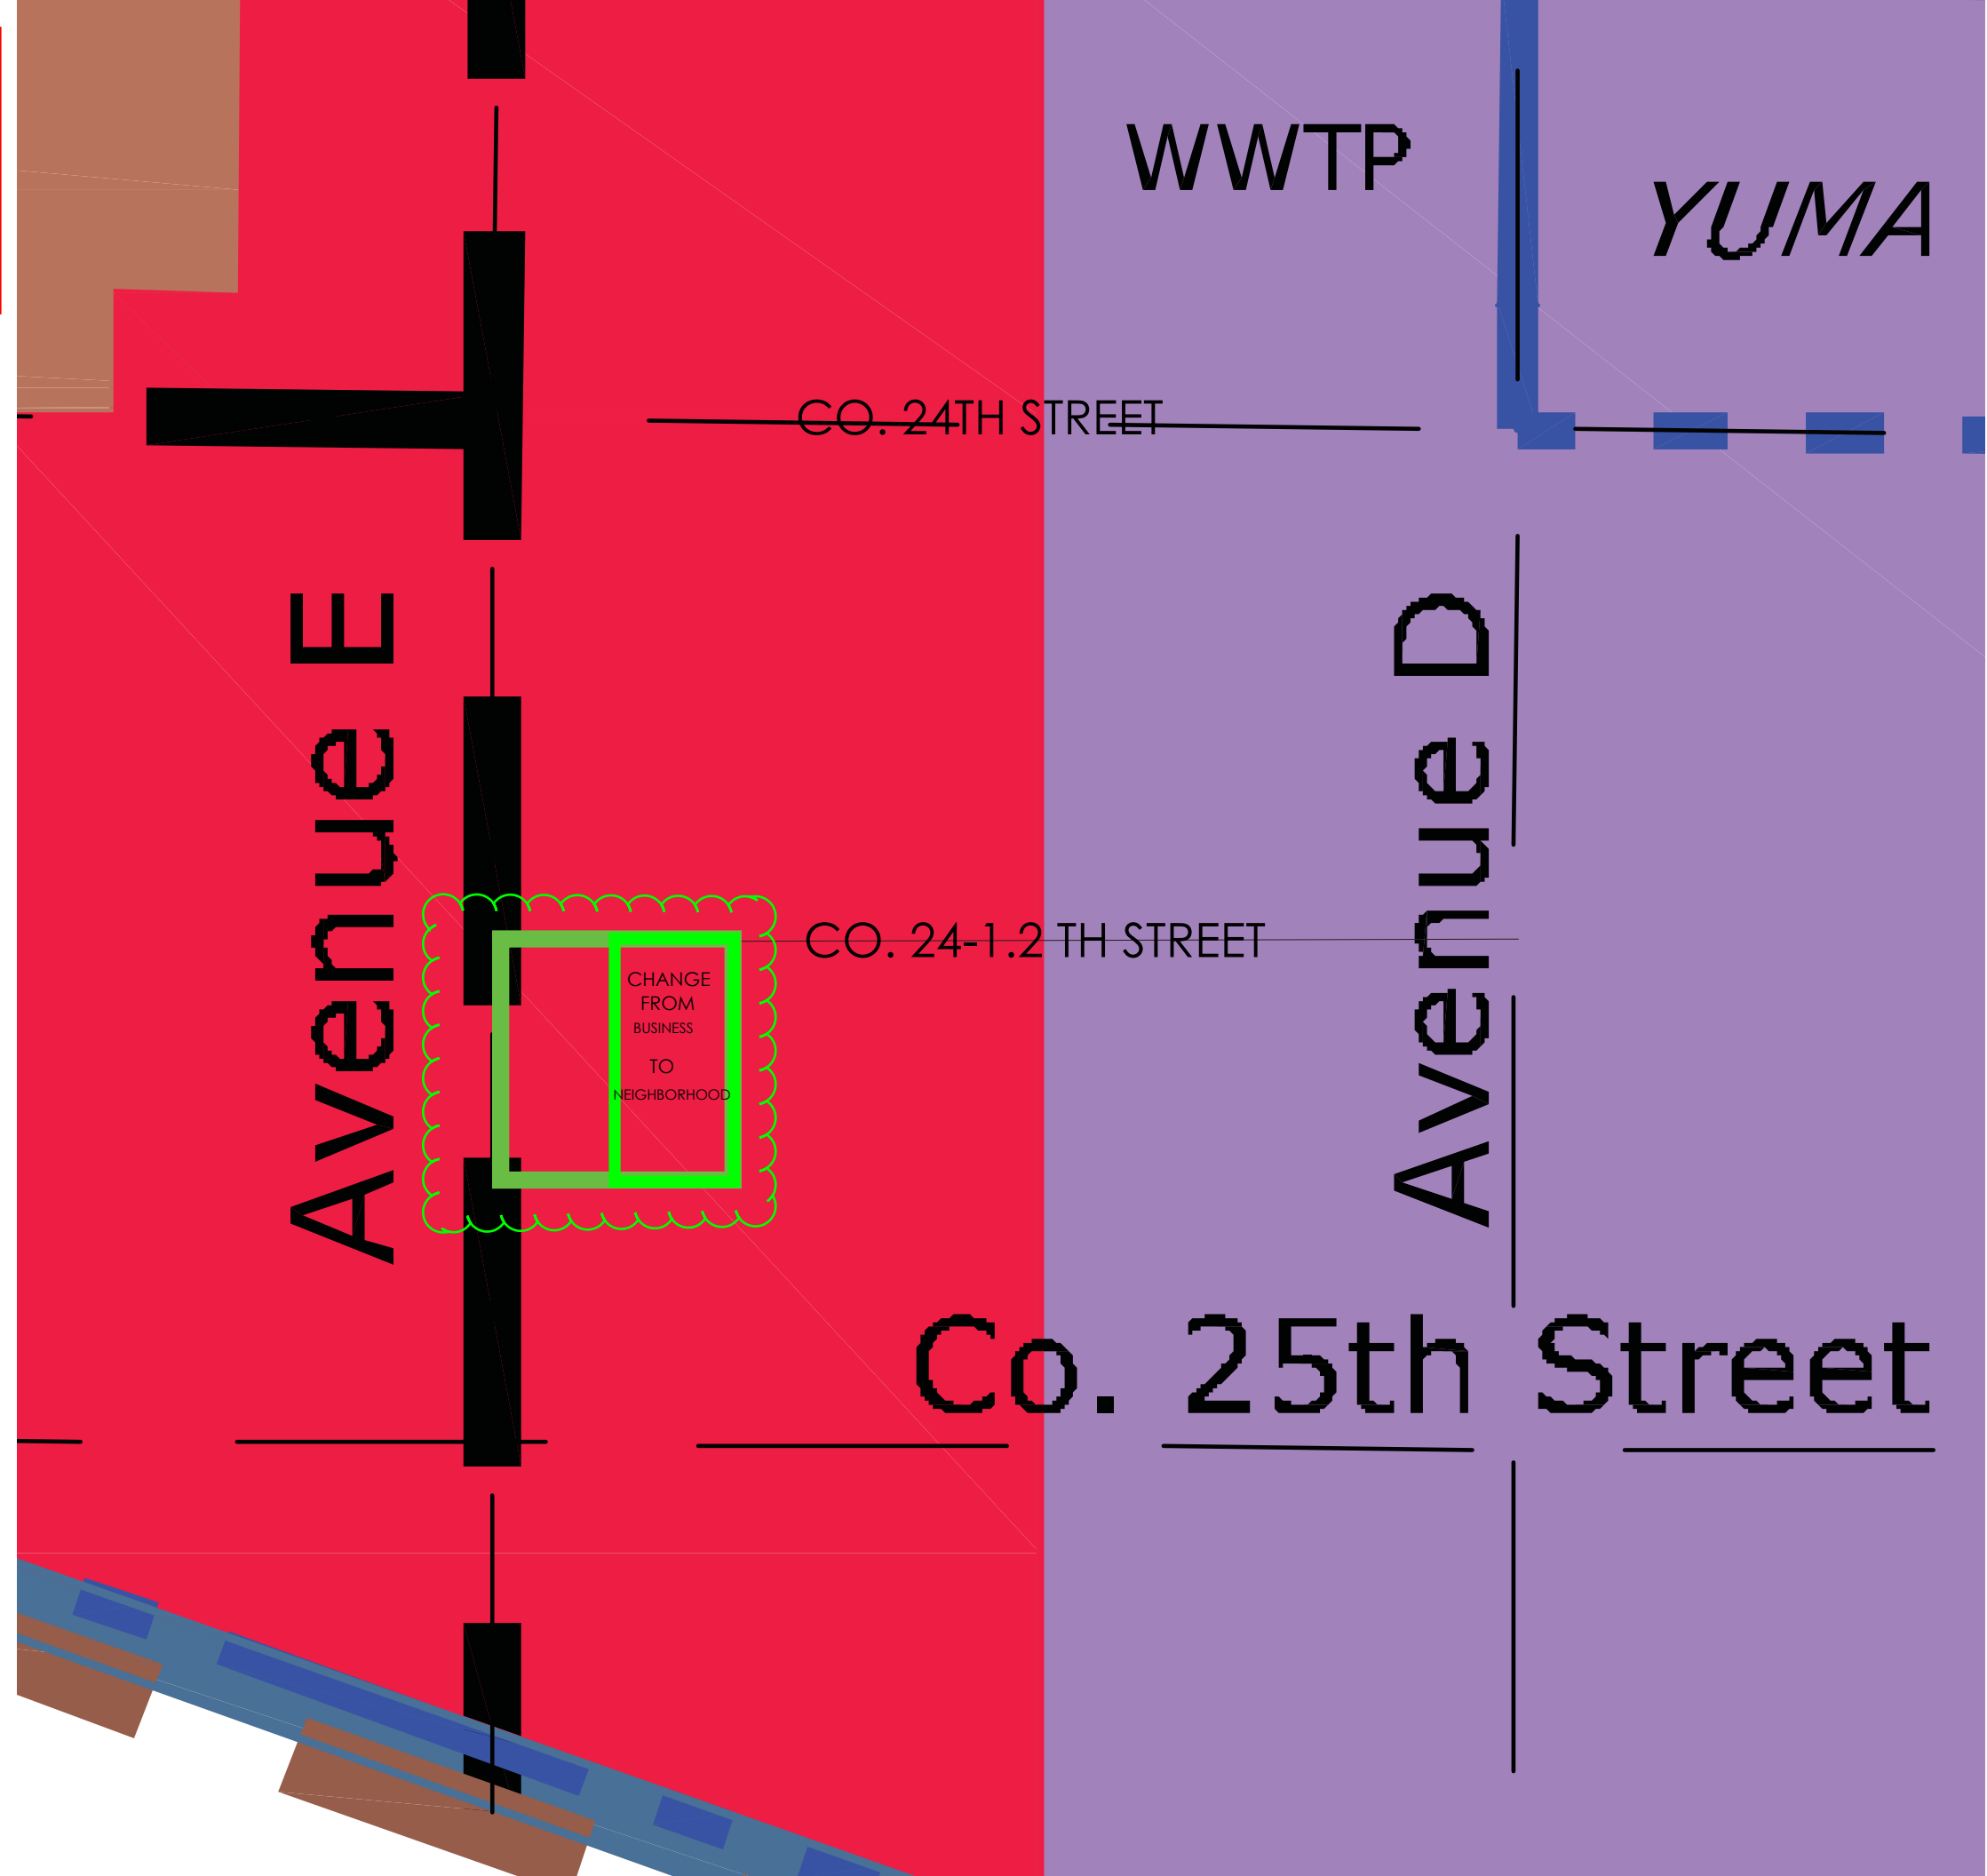 WWTP
YUMA
CO. 24TH STREET
Avenue E
Avenue D
CO. 24-1.2 TH STREET
CHANGE
FROM
BUSINESS
TO
NEIGHBORHOOD
Co. 25th Street